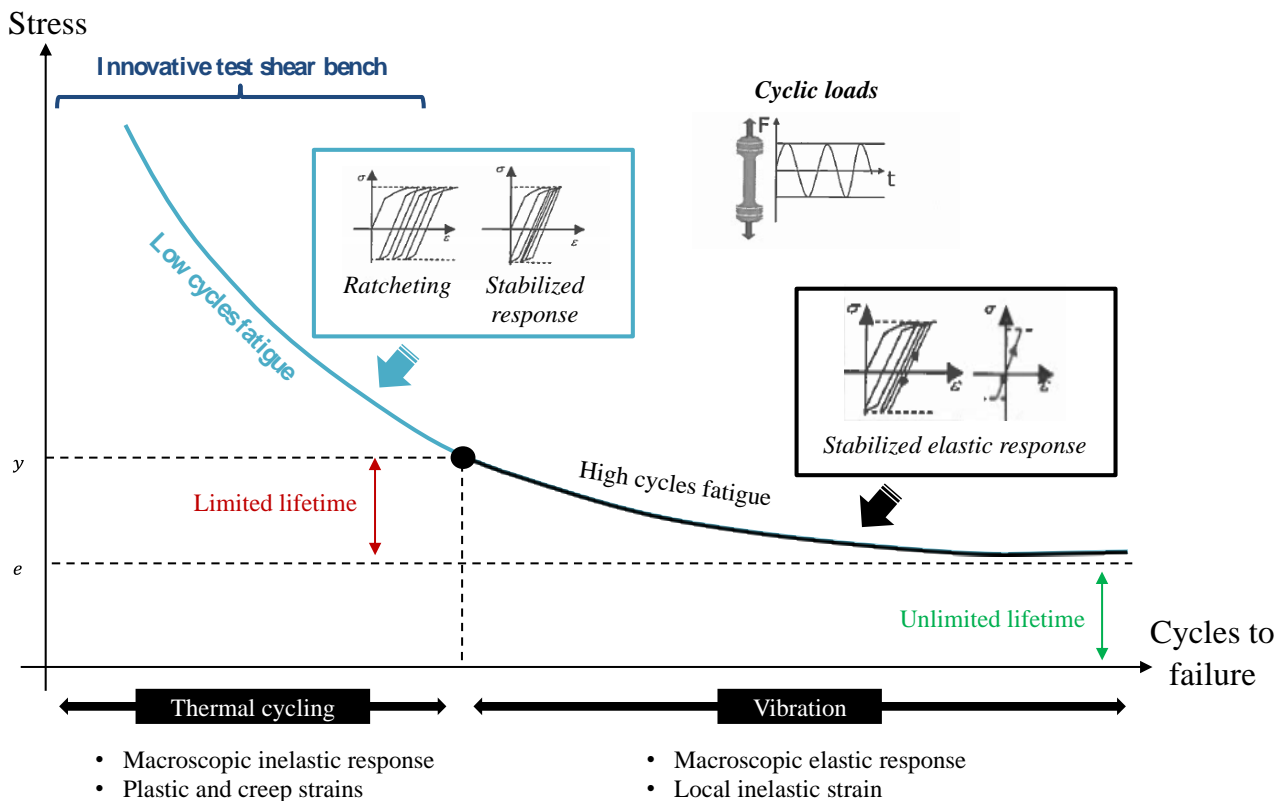 Stress
Innovative test shear bench
Cyclic loads
F
t
σ
ε
σ
ε
Ratcheting
Stabilized
response
Low cycles fatigue
σ
ε
σ
ε
Stabilized elastic response
y
High cycles fatigue
Limited lifetime
e
Unlimited lifetime
Cycles to
failure
Thermal cycling
Vibration
• Macroscopic inelastic response
• Plastic and creep strains
• Macroscopic elastic response
• Local inelastic strain